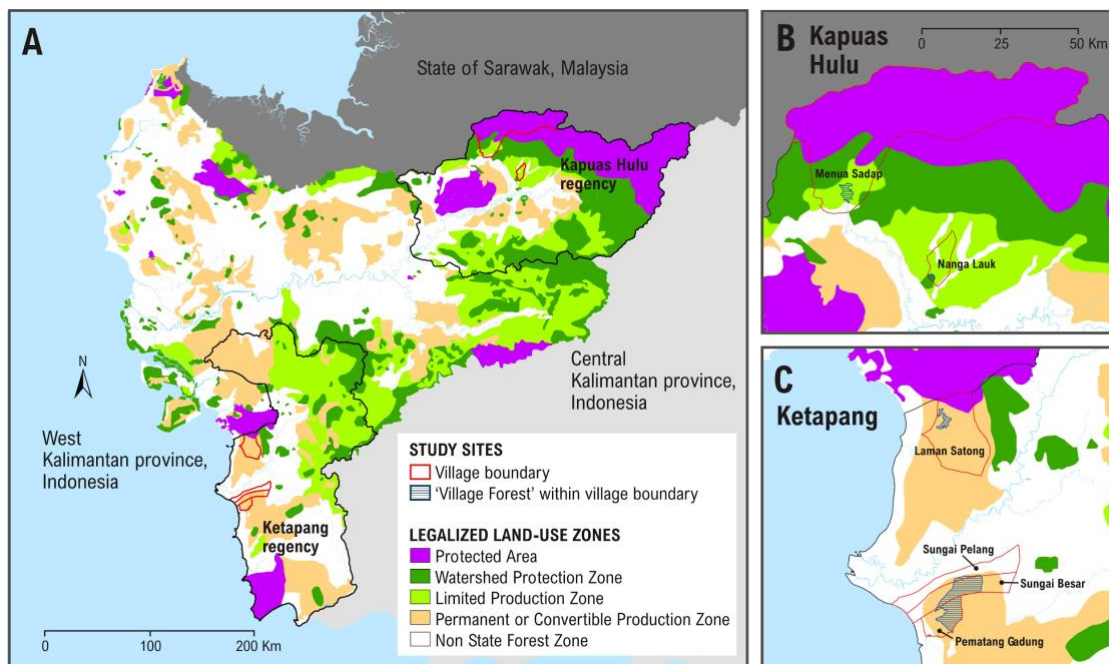 A
State of Sarawak, Malaysia
Kapuas Hulu
regency
N
Central
Kalimantan province,
Indonesia
West
Kalimantan province,
Indonesia
Ketapang
regency
0 100 200 Km
STUDY SITES
Village boundary
‘Village Forest’ within village boundary
LEGALIZED LAND-USE ZONES
Protected Area
Watershed Protection Zone
Limited Production Zone
Permanent or Convertible Production Zone
Non State Forest Zone
B Kapuas
Hulu
0 25 50 Km
Menua Sadap
Nanga Lauk
C Ketapang
Laman Satong
Sungai Pelang
Sungai Besar
Pematang Gadung